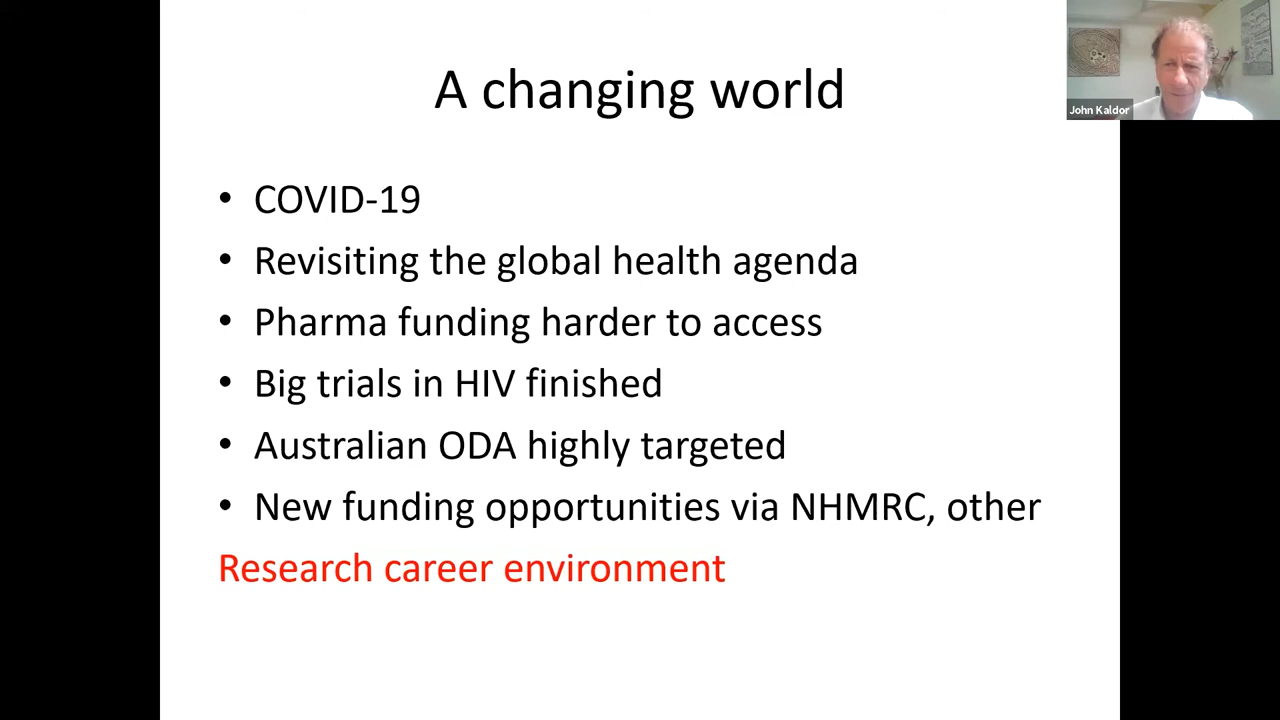 A changing world
John Kaldor
• COVID-19
• Revisiting the global health agenda
• Pharma funding harder to access
• Big trials in HIV finished
• Australian ODA highly targeted
• New funding opportunities via NHMRC, other
Research career environment